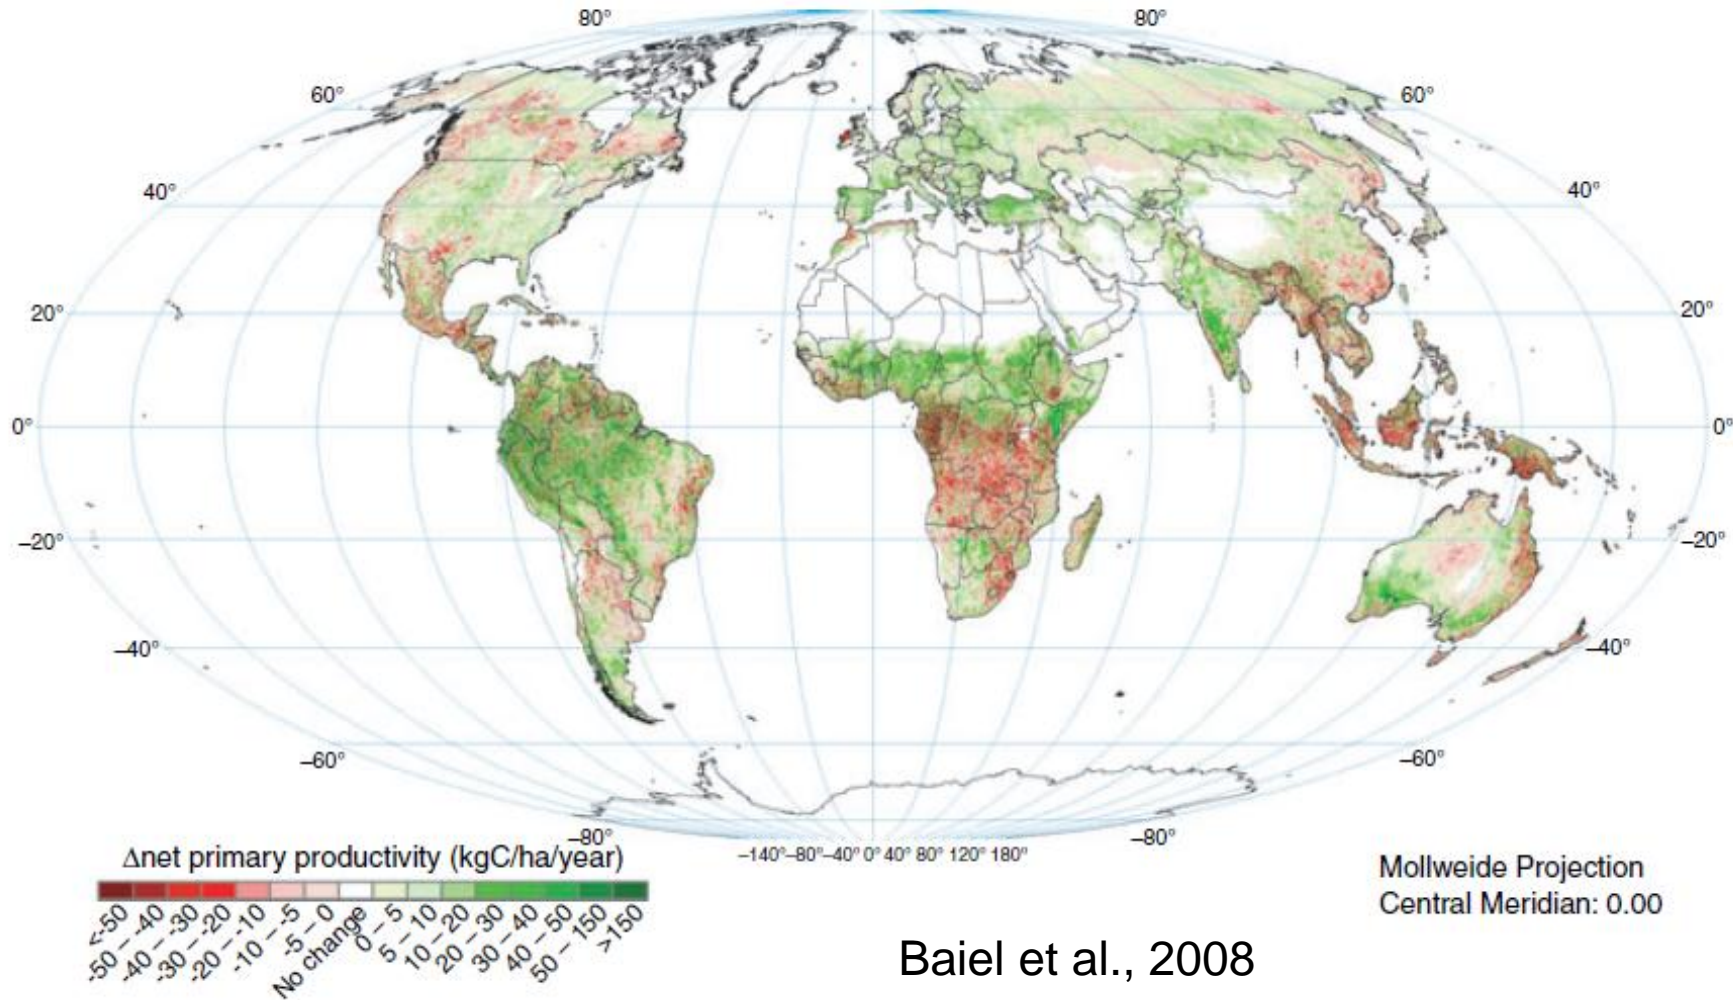 80° 80°
60° 60°
40° 40°
20° 20°
0° 0°
–20° –20°
–40° –40°
–60° –60°
–80° –80°
–140°–80°–40° 0° 40° 80° 120° 180°
Δnet primary productivity (kgC/ha/year)
<-50
-50 – -40
-40 – -30
-30 – -20
-20 – -10
-10 – -5
-5 – 0
No change
0 – 5
5 – 10
10 – 20
20 – 30
30 – 40
40 – 50
50 – 150
>150
Mollweide Projection
Central Meridian: 0.00
Baiel et al., 2008